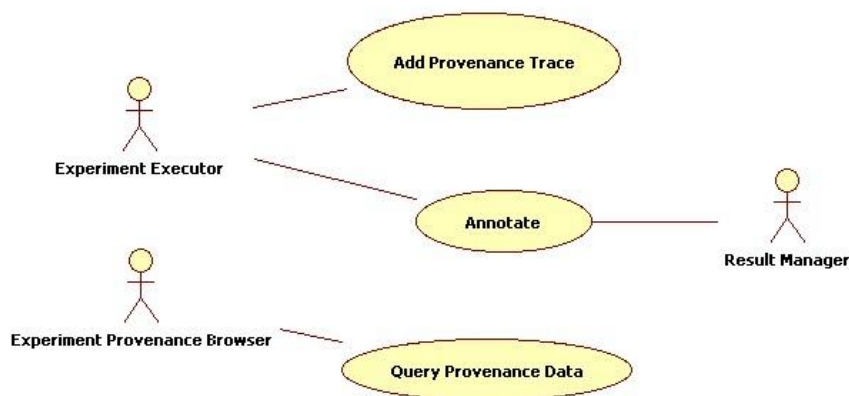 Add Provenance Trace
Experiment Executor
Annotate
Result Manager
Experiment Provenance Browser
Query Provenance Data